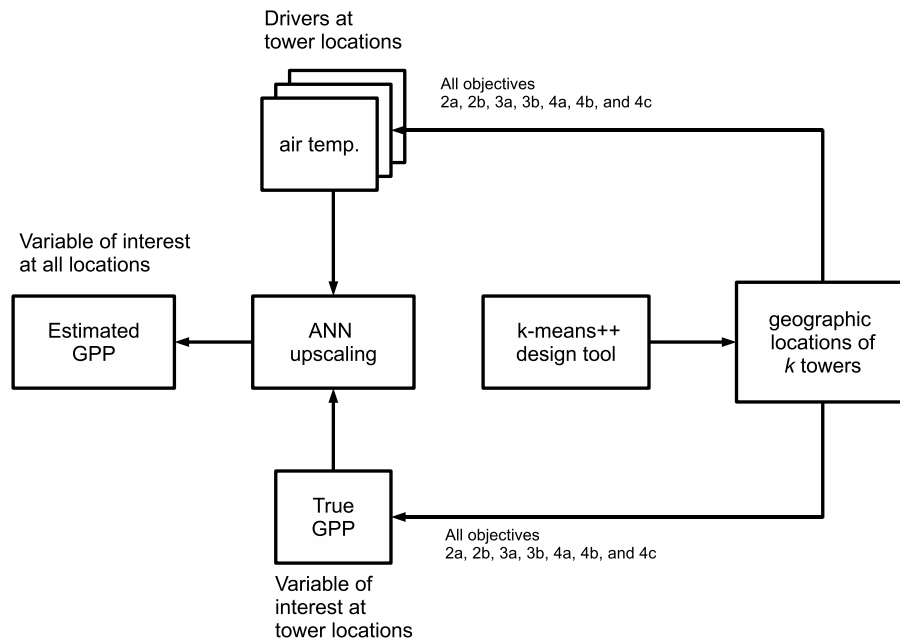 Drivers at
tower locations
All objectives
2a, 2b, 3a, 3b, 4a, 4b, and 4c
air temp.
Variable of interest
at all locations
Estimated
GPP
ANN
upscaling
k-means++
design tool
geographic
locations of
k towers
True
GPP
All objectives
2a, 2b, 3a, 3b, 4a, 4b, and 4c
Variable of
interest at
tower locations